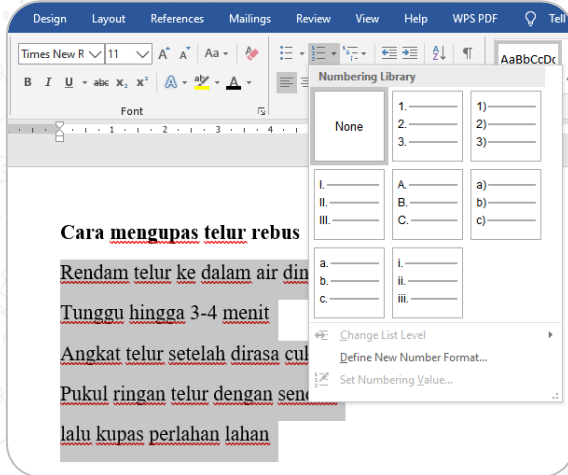 Design Layout References Mailings Review View Help WPS PDF Tell
Times New R 11 A A Aa
AaBbCcDc
B I U abc X₂ X² A aby A
Font
Numbering Library
None
1.
2.
3.
1)
2)
3)
I.
II.
III.
A.
B.
C.
a)
b)
c)
a.
b.
c.
i.
ii.
iii.
Change List Level
Define New Number Format...
Set Numbering Value...
1 1 2 3 4
Cara mengupas telur rebus
Rendam telur ke dalam air din
Tunggu hingga 3-4 menit
Angkat telur setelah dirasa cu
Pukul ringan telur dengan sen
lalu kupas perlahan lahan